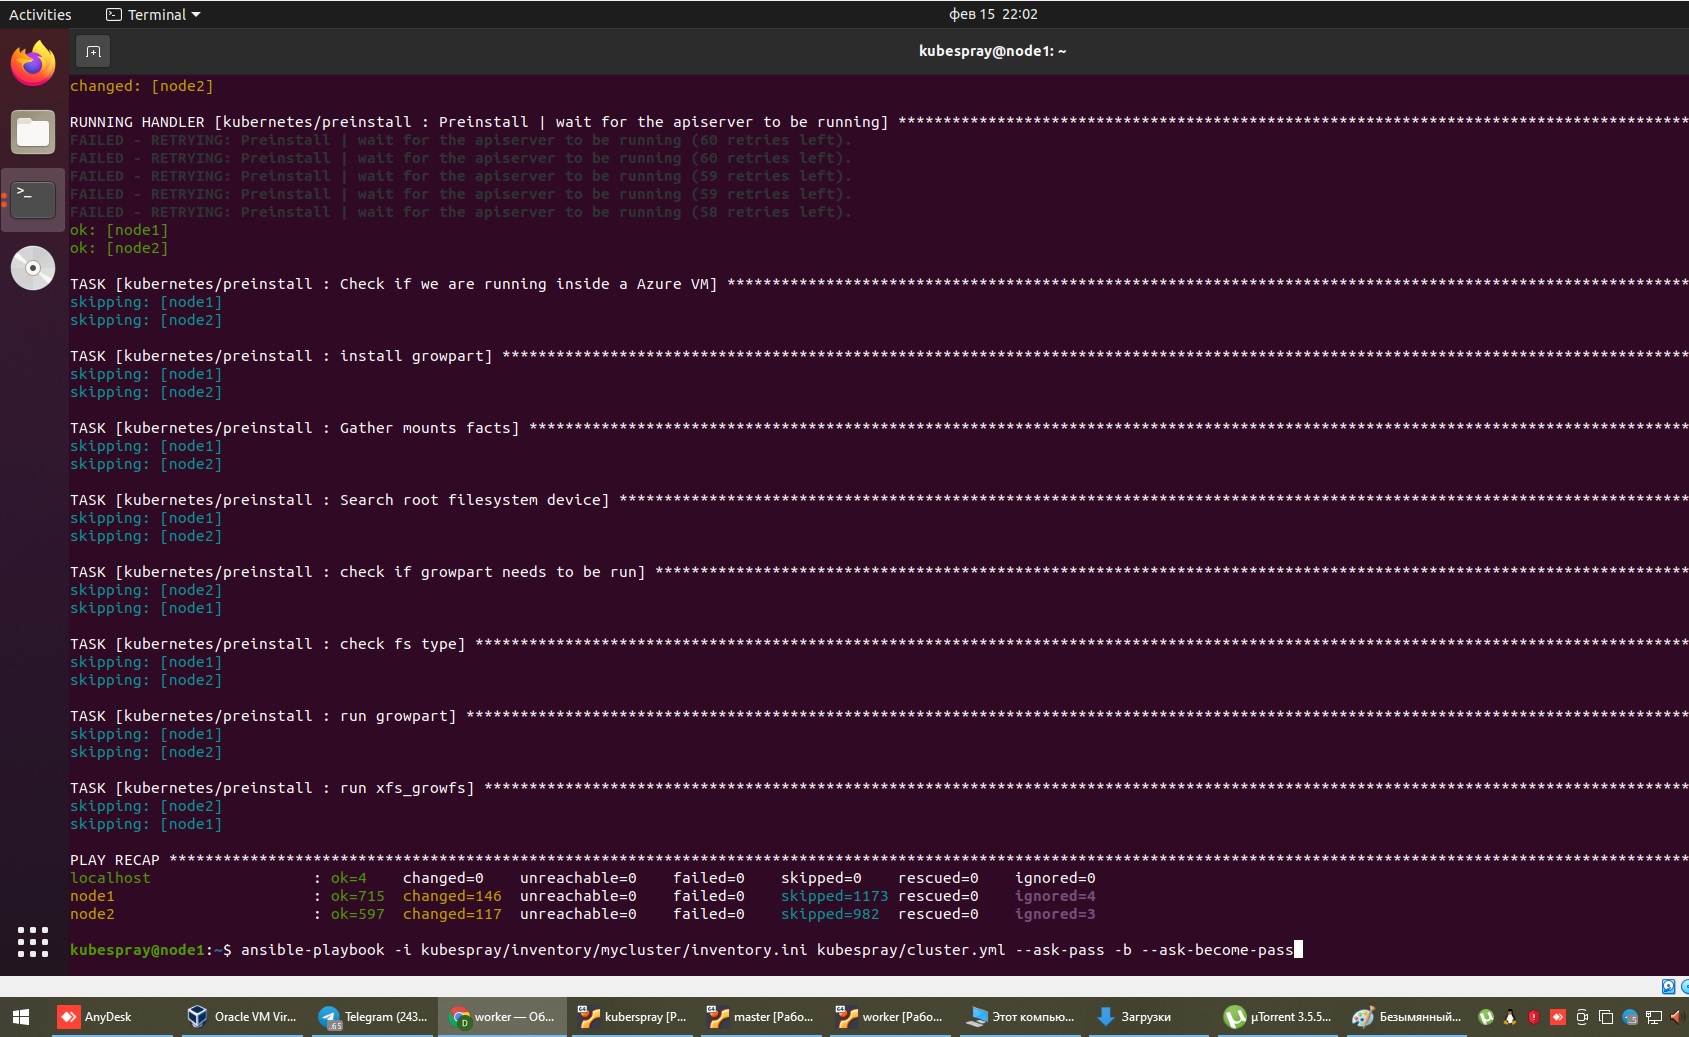 Activities
Terminal
фев 15 22:02
kubespray@node1: ~
changed: [node2]
RUNNING HANDLER [kubernetes/preinstall : Preinstall | wait for the apiserver to be running] ****************************************************************************************
FAILED - RETRYING: Preinstall | wait for the apiserver to be running (60 retries left).
FAILED - RETRYING: Preinstall | wait for the apiserver to be running (60 retries left).
FAILED - RETRYING: Preinstall | wait for the apiserver to be running (59 retries left).
FAILED - RETRYING: Preinstall | wait for the apiserver to be running (59 retries left).
FAILED - RETRYING: Preinstall | wait for the apiserver to be running (58 retries left).
ok: [node1]
ok: [node2]
TASK [kubernetes/preinstall : Check if we are running inside a Azure VM] ***********************************************************************************************************
skipping: [node1]
skipping: [node2]
TASK [kubernetes/preinstall : install growpart] ************************************************************************************************************************************
skipping: [node1]
skipping: [node2]
TASK [kubernetes/preinstall : Gather mounts facts] *********************************************************************************************************************************
skipping: [node1]
skipping: [node2]
TASK [kubernetes/preinstall : Search root filesystem device] ***********************************************************************************************************************
skipping: [node1]
skipping: [node2]
TASK [kubernetes/preinstall : check if growpart needs to be run] *******************************************************************************************************************
skipping: [node2]
skipping: [node1]
TASK [kubernetes/preinstall : check fs type] ***************************************************************************************************************************************
skipping: [node1]
skipping: [node2]
TASK [kubernetes/preinstall : run growpart] ****************************************************************************************************************************************
skipping: [node1]
skipping: [node2]
TASK [kubernetes/preinstall : run xfs_growfs] **************************************************************************************************************************************
skipping: [node2]
skipping: [node1]
PLAY RECAP *************************************************************************************************************************************************************************
localhost : ok=4 changed=0 unreachable=0 failed=0 skipped=0 rescued=0 ignored=0
node1 : ok=715 changed=146 unreachable=0 failed=0 skipped=1173 rescued=0 ignored=4
node2 : ok=597 changed=117 unreachable=0 failed=0 skipped=982 rescued=0 ignored=3
kubespray@node1:~$ ansible-playbook -i kubespray/inventory/mycluster/inventory.ini kubespray/cluster.yml --ask-pass -b --ask-become-pass
AnyDesk
Oracle VM Vir...
Telegram (243...
worker — Об...
kuberspray [Р...
master [Рабо...
worker [Рабо...
Этот компью...
Загрузки
µTorrent 3.5.5...
Безымянный...